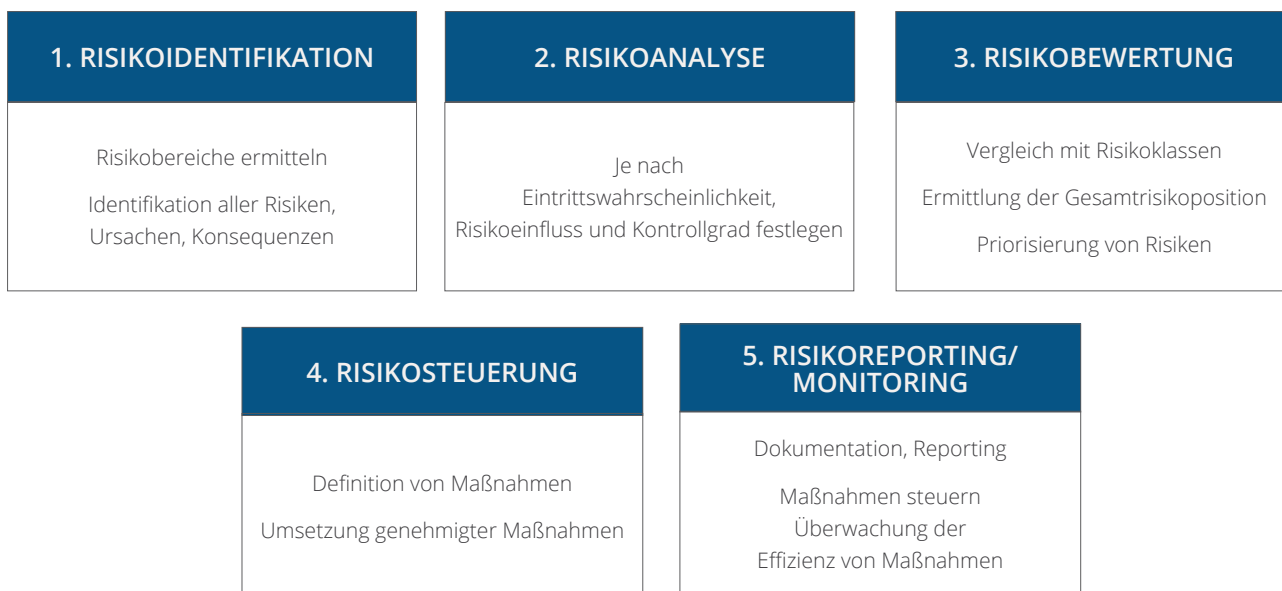 1. RISIKOIDENTIFIKATION
Risikobereiche ermitteln
Identifikation aller Risiken,
Ursachen, Konsequenzen
2. RISIKOANALYSE
Je nach
Eintrittswahrscheinlichkeit,
Risikoeinfluss und Kontrollgrad festlegen
3. RISIKOBEWERTUNG
Vergleich mit Risikoklassen
Ermittlung der Gesamtrisikoposition
Priorisierung von Risiken
4. RISIKOSTEUERUNG
Definition von Maßnahmen
Umsetzung genehmigter Maßnahmen
5. RISIKOREPORTING/
MONITORING
Dokumentation, Reporting
Maßnahmen steuern
Überwachung der
Effizienz von Maßnahmen